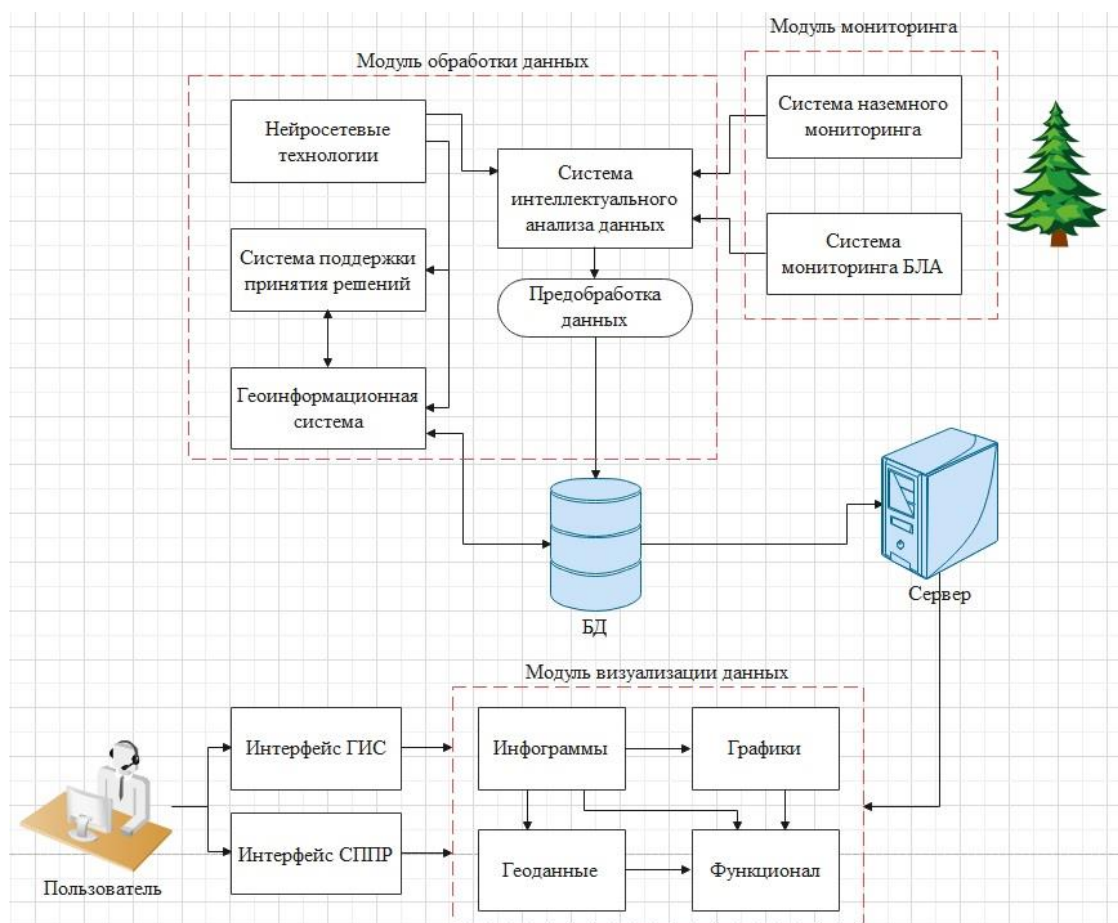 Модуль мониторинга
Модуль обработки данных
Нейросетевые
технологии
Система наземного
мониторинга
Система
интеллектуального
анализа данных
Система поддержки
принятия решений
Система
мониторинга БЛА
Предобработка
данных
Геоинформационная
система
Сервер
БД
Модуль визуализации данных
Интерфейс ГИС
Инфограммы
Графики
Интерфейс СППР
Геоданные
Функционал
Пользователь